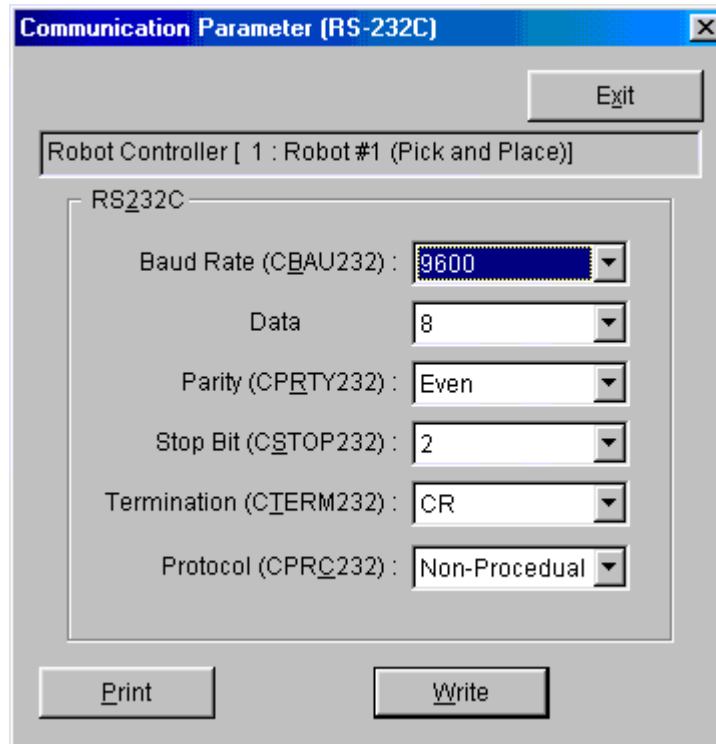 Communication Parameter (RS-232C)
Exit
Robot Controller [ 1 : Robot #1 (Pick and Place)]
RS232C
Baud Rate (CBAU232) : 9600
Data 8
Parity (CPRTY232) : Even
Stop Bit (CSTOP232) : 2
Termination (CTERM232) : CR
Protocol (CPRC232) : Non-Procedual
Print Write